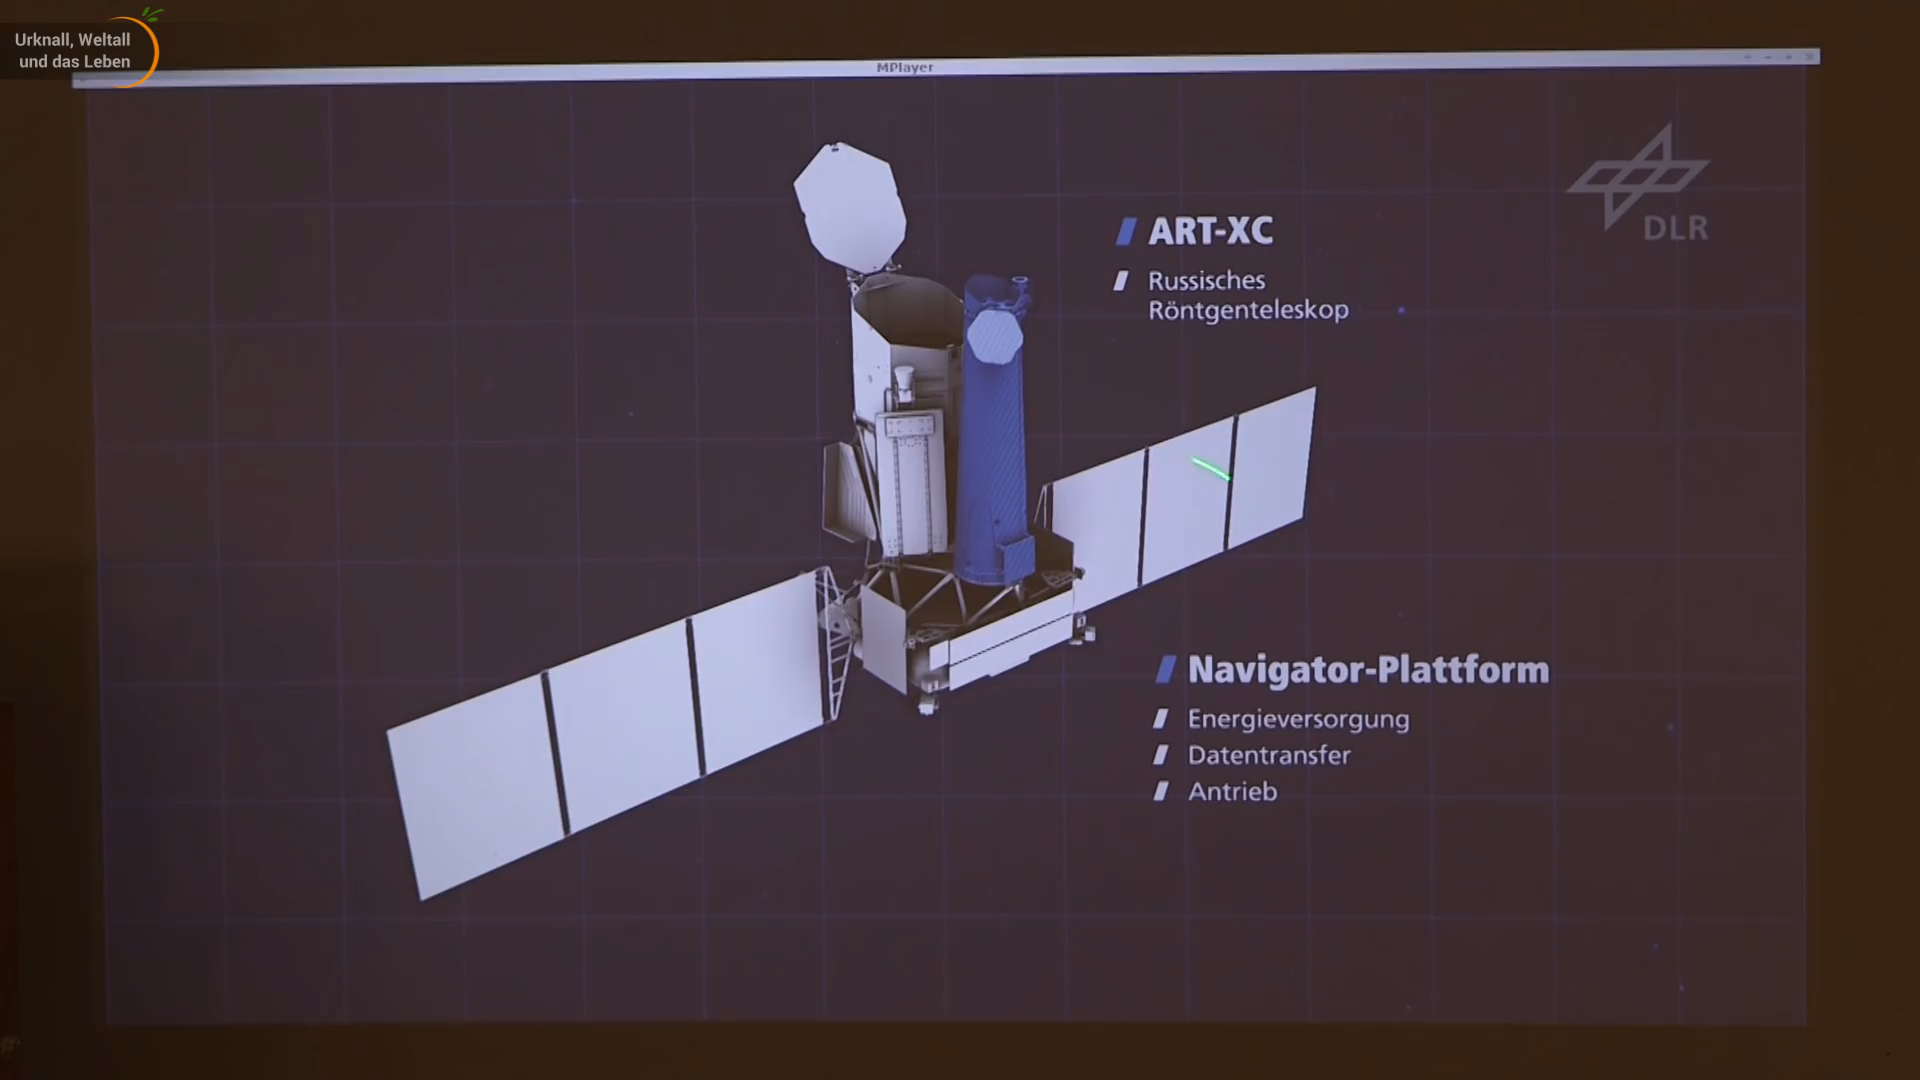 Urknall, Weltall
und das Leben
MPlayer
DLR
ART-XC
Russisches
Röntgenteleskop
Navigator-Plattform
Energieversorgung
Datentransfer
Antrieb